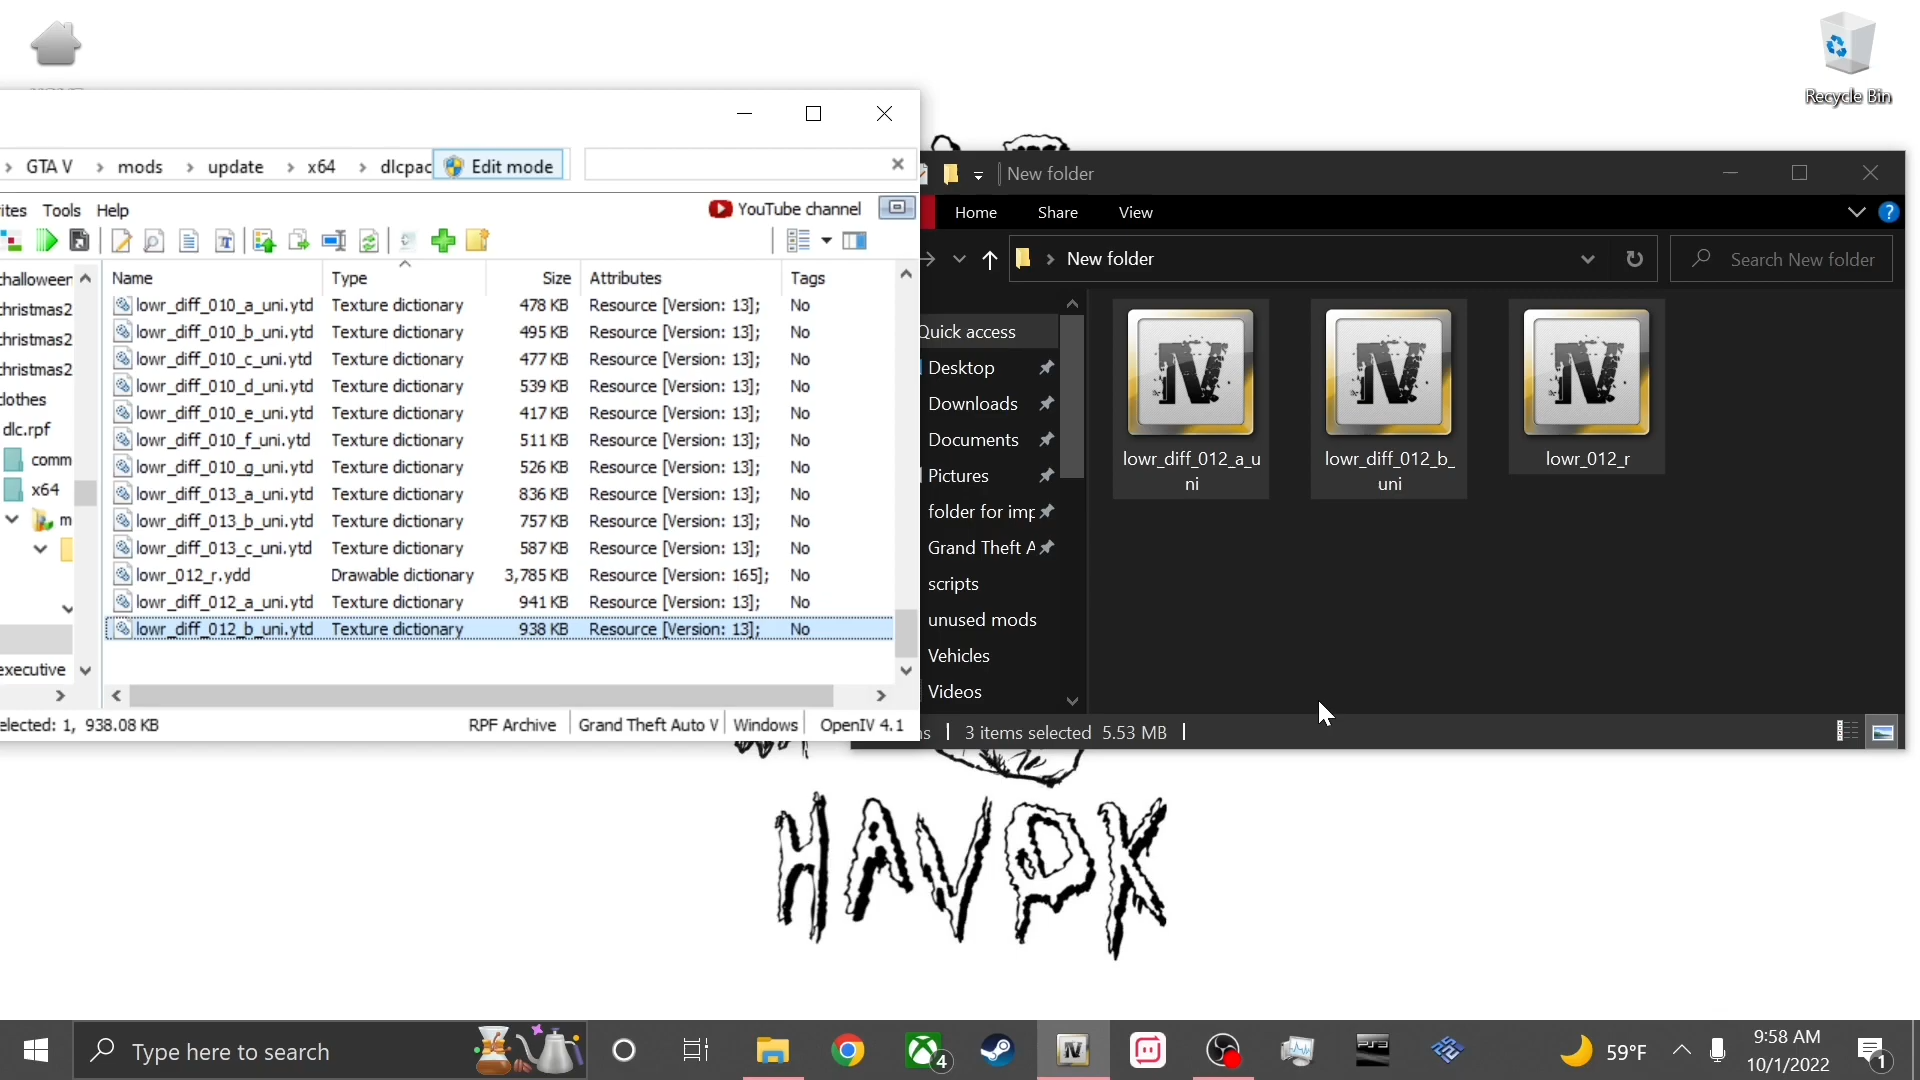 Recycle Bin
GTA V > mods > update > x64 > dlcpac
Edit mode
New folder
ites Tools Help
YouTube channel
Home Share View
New folder
Search New folder
Name Type Size Attributes Tags
halloween
christmas2
christmas2
christmas2
clothes
dlc.rpf
comm
x64
m
executive
lowr_diff_010_a_uni.ytd Texture dictionary 478 KB Resource [Version: 13]; No
lowr_diff_010_b_uni.ytd Texture dictionary 495 KB Resource [Version: 13]; No
lowr_diff_010_c_uni.ytd Texture dictionary 477 KB Resource [Version: 13]; No
lowr_diff_010_d_uni.ytd Texture dictionary 539 KB Resource [Version: 13]; No
lowr_diff_010_e_uni.ytd Texture dictionary 417 KB Resource [Version: 13]; No
lowr_diff_010_f_uni.ytd Texture dictionary 511 KB Resource [Version: 13]; No
lowr_diff_010_g_uni.ytd Texture dictionary 526 KB Resource [Version: 13]; No
lowr_diff_013_a_uni.ytd Texture dictionary 836 KB Resource [Version: 13]; No
lowr_diff_013_b_uni.ytd Texture dictionary 757 KB Resource [Version: 13]; No
lowr_diff_013_c_uni.ytd Texture dictionary 587 KB Resource [Version: 13]; No
lowr_012_r.ydd Drawable dictionary 3,785 KB Resource [Version: 165]; No
lowr_diff_012_a_uni.ytd Texture dictionary 941 KB Resource [Version: 13]; No
lowr_diff_012_b_uni.ytd Texture dictionary 938 KB Resource [Version: 13]; No
elected: 1, 938.08 KB
RPF Archive Grand Theft Auto V Windows OpenIV 4.1
Quick access
Desktop
Downloads
Documents
Pictures
folder for imp
Grand Theft A
scripts
unused mods
Vehicles
Videos
lowr_diff_012_a_u
ni
lowr_diff_012_b_
uni
lowr_012_r
ns 3 items selected 5.53 MB
HAVOK
Type here to search
4
59°F
9:58 AM
10/1/2022
1